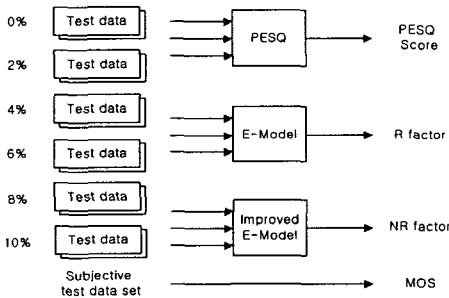 0%
Test data
2%
Test data
4%
Test data
6%
Test data
8%
Test data
10%
Test data
Subjective
test data set
PESQ
E-Model
Improved
E-Model
PESQ
Score
R factor
NR factor
MOS